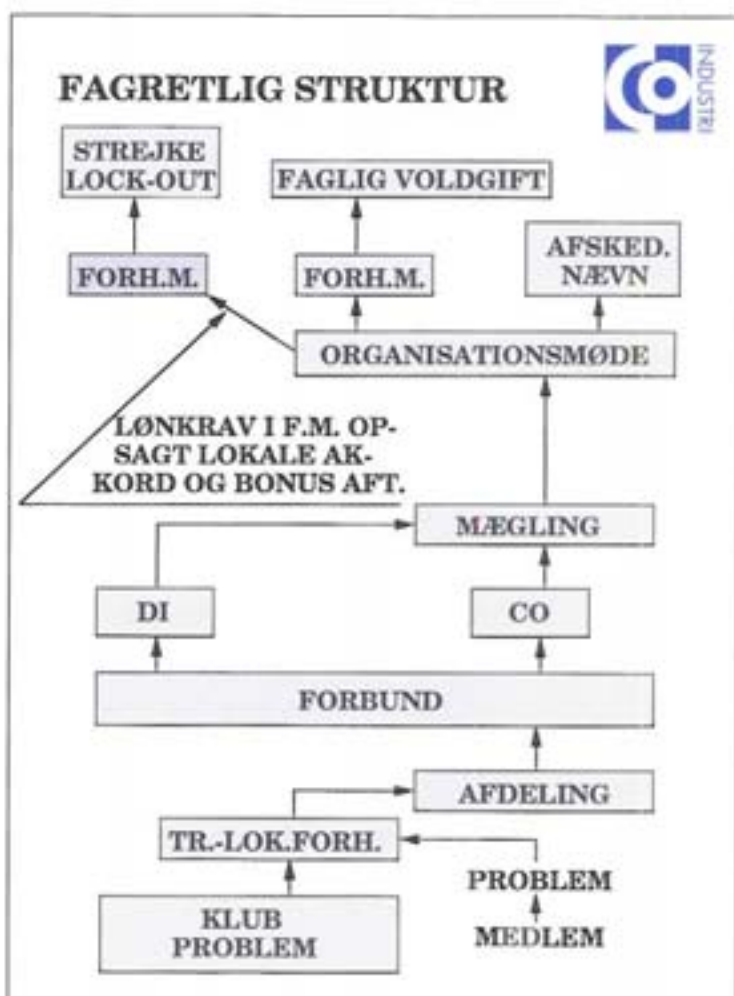 FAGRETLIG STRUKTUR
CO
INDUSTRI
STREJKE
LOCK-OUT
FAGLIG VOLDGIFT
AFSKED.
NÆVN
FORH.M.
FORH.M.
ORGANISATIONSMØDE
LØNKRAV I F.M. OP-
SAGT LOKALE AK-
KORD OG BONUS AFT.
MÆGLING
DI
CO
FORBUND
AFDELING
TR.-LOK.FORH.
PROBLEM
MEDLEM
KLUB
PROBLEM